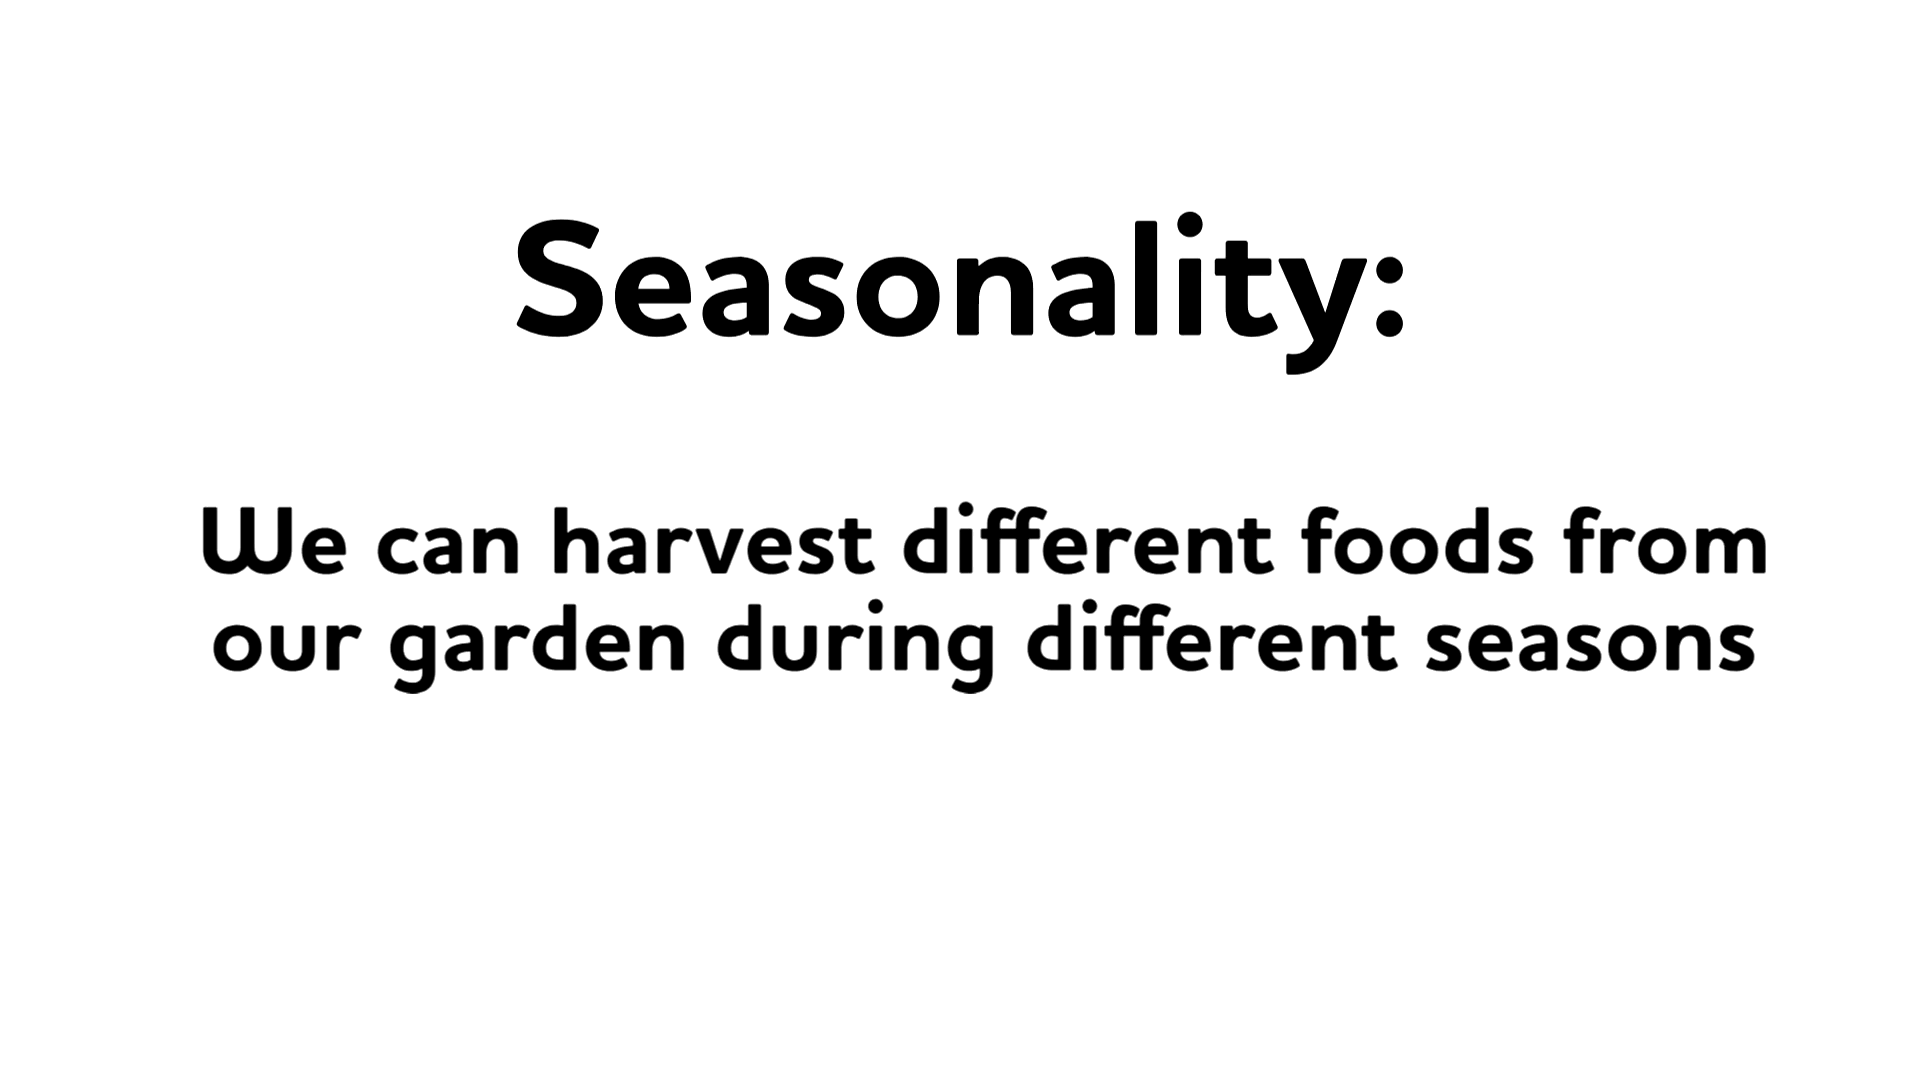 Seasonality:
We can harvest different foods from
our garden during different seasons